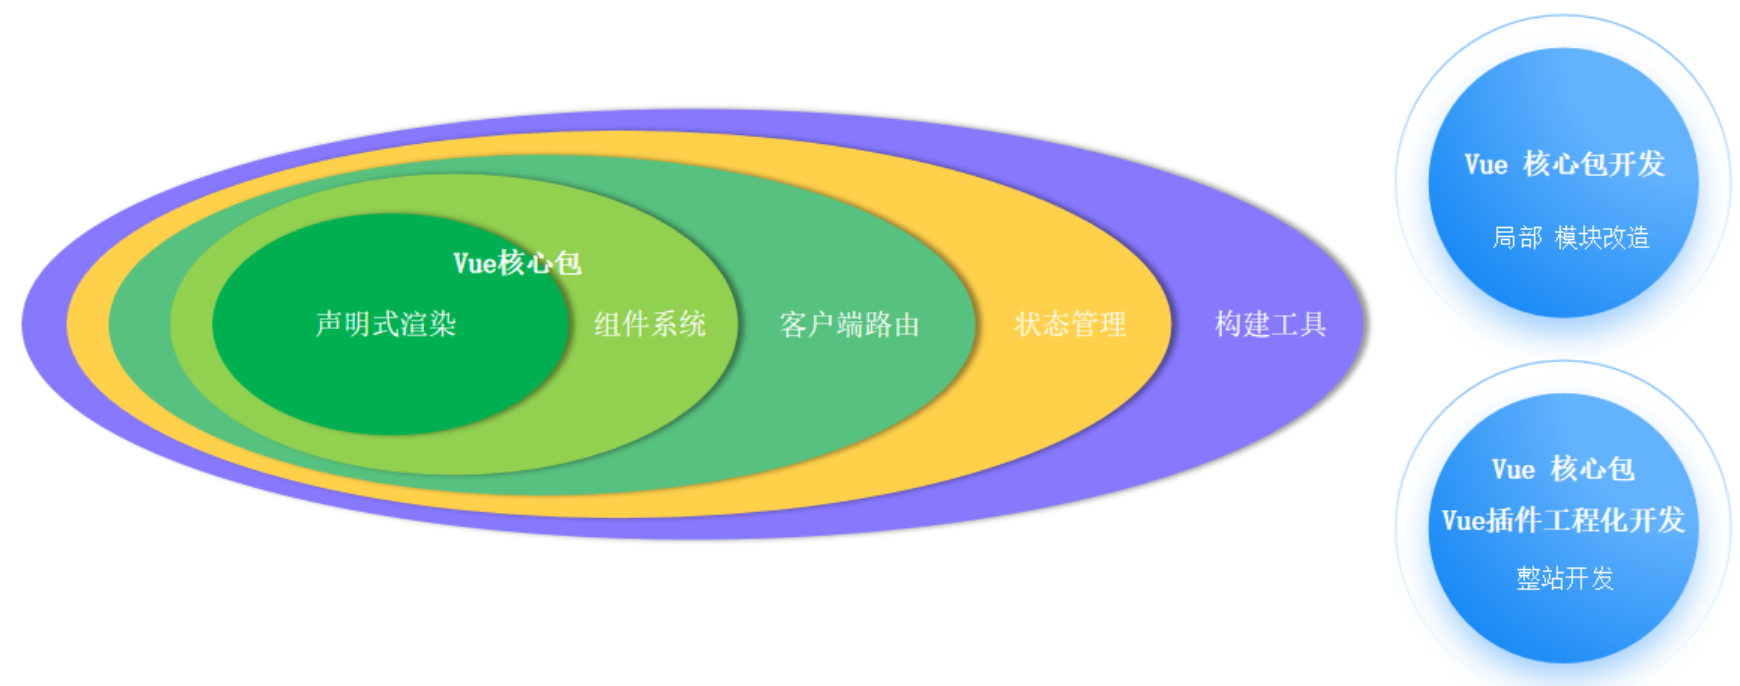 Vue核心包
声明式渲染
组件系统
客户端路由
状态管理
构建工具
Vue 核心包开发
局部 模块改造
Vue 核心包
Vue插件工程化开发
整站开发